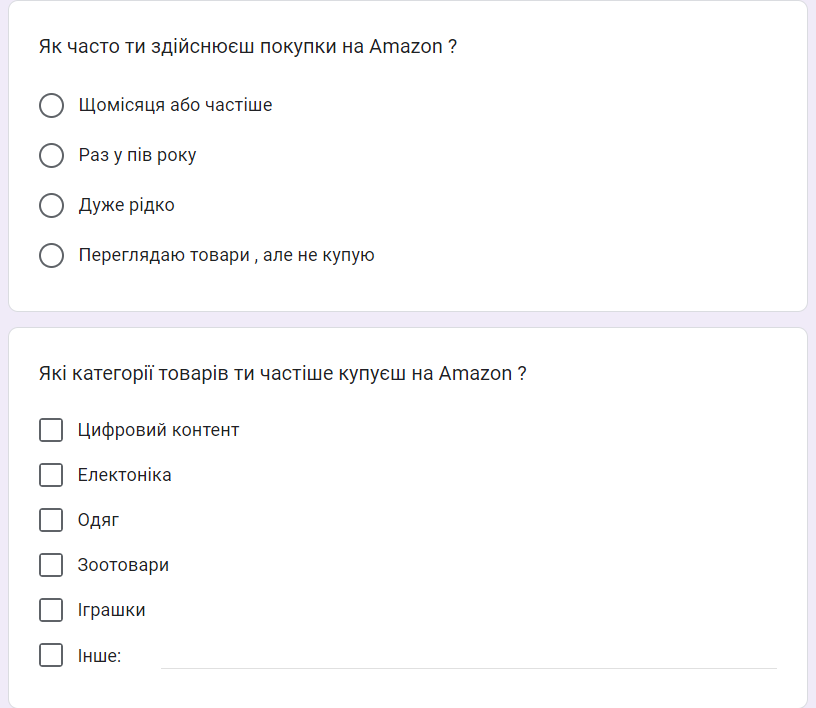 Як часто ти здійснюєш покупки на Amazon ?
Щомісяця або частіше
Раз у пів року
Дуже рідко
Переглядаю товари , але не купую
Які категорії товарів ти частіше купуєш на Amazon ?
Цифровий контент
Електоніка
Одяг
Зоотовари
Іграшки
Інше: